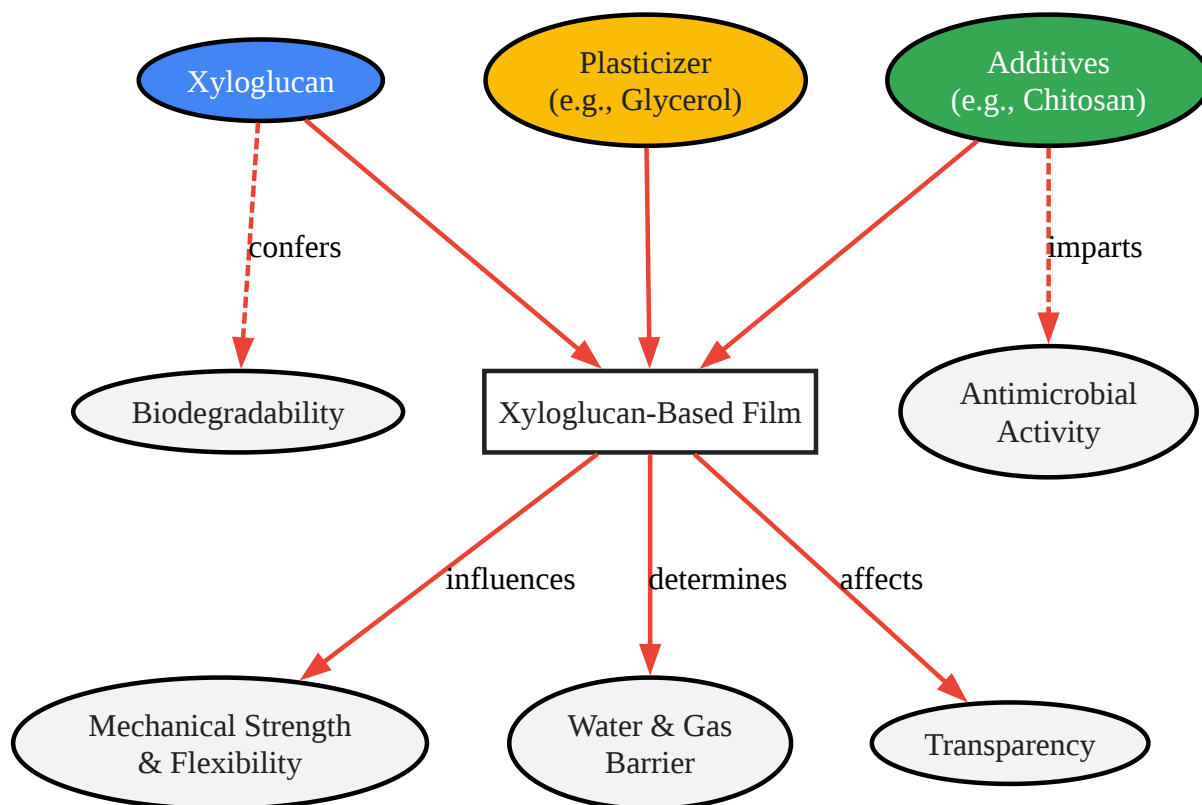 Xyloglucan
Plasticizer
(e.g., Glycerol)
Additives
(e.g., Chitosan)
confers
imparts
Biodegradability
Xyloglucan-Based Film
Antimicrobial
Activity
influences
determines
affects
Mechanical Strength
& Flexibility
Water & Gas
Barrier
Transparency